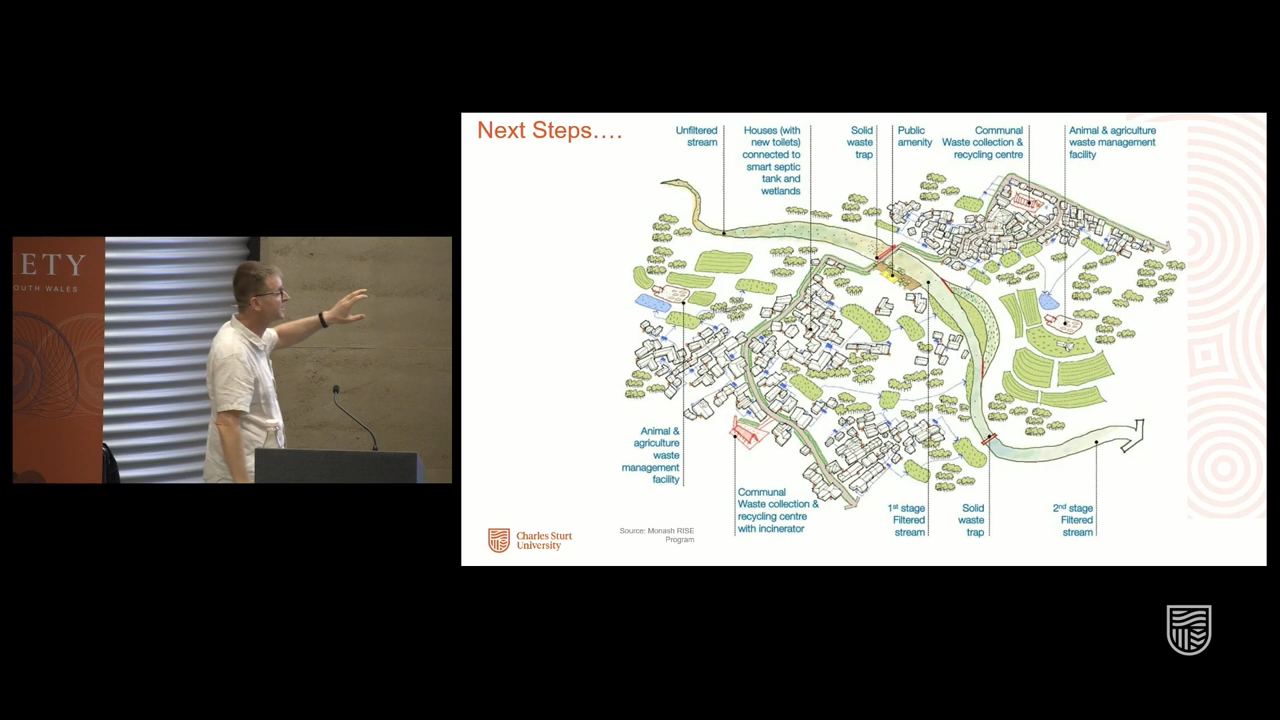 IETY
OUTH WALES
Next Steps….
Unfiltered
stream
Houses (with
new toilets)
connected to
smart septic
tank and
wetlands
Solid
waste
trap
Public
amenity
Communal
Waste collection &
recycling centre
Animal & agriculture
waste management
facility
Animal &
agriculture
waste
management
facility
Communal
Waste collection &
recycling centre
with incinerator
1st stage
Filtered
stream
Solid
waste
trap
2nd stage
Filtered
stream
Source: Monash RISE
Program
Charles Sturt
University